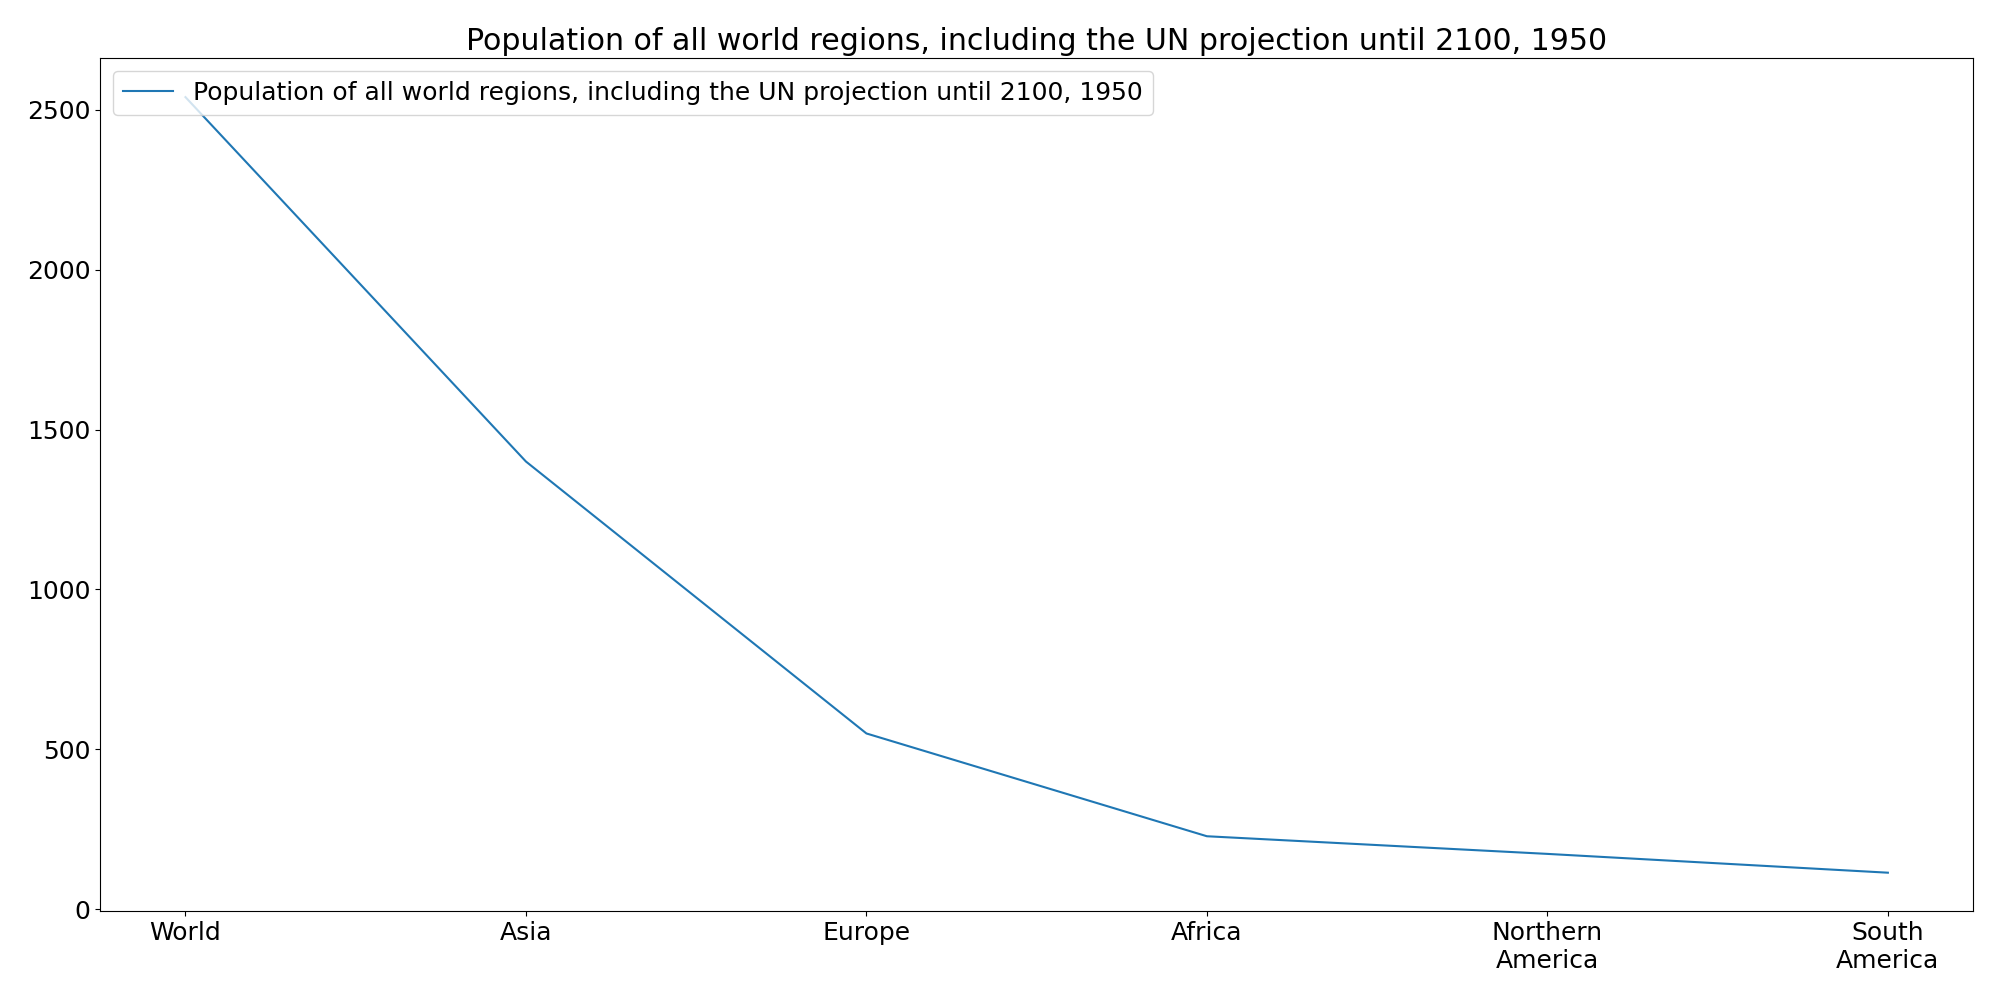 Population of all world regions, including the UN projection until 2100, 1950
Population of all world regions, including the UN projection until 2100, 1950
2500
2000
1500
1000
500
0
World
Asia
Europe
Africa
Northern
America
South
America